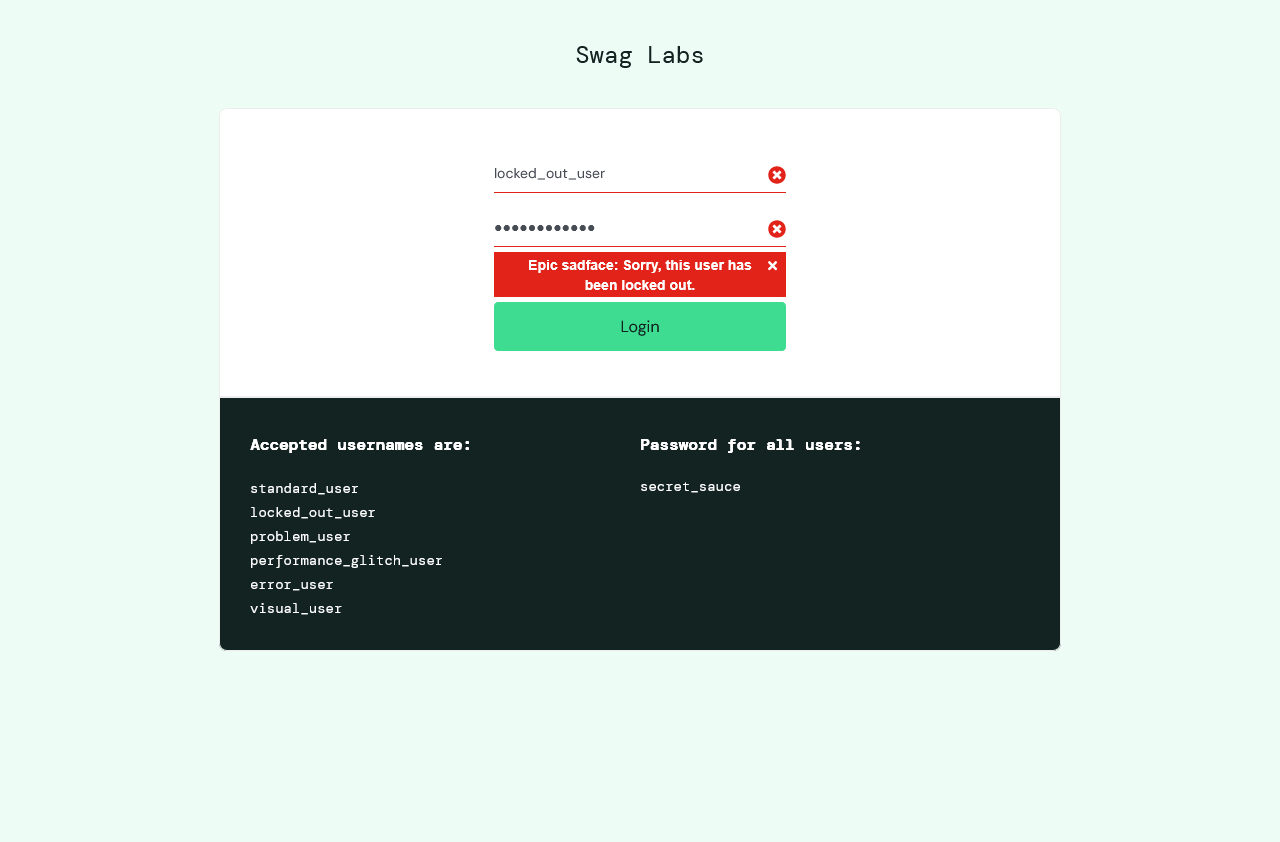 Swag Labs
locked_out_user
●●●●●●●●●●●●
Epic sadface: Sorry, this user has
been locked out.
Login
Accepted usernames are:
standard_user
locked_out_user
problem_user
performance_glitch_user
error_user
visual_user
Password for all users:
secret_sauce